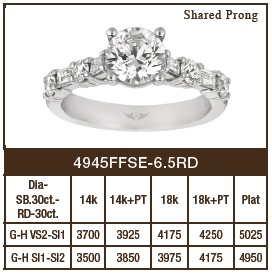 Shared Prong
4945FFSE-6.5RD
Dia-
SB.30ct.-
RD-30ct.
14k 14k+PT 18k 18k+PT Plat
G-H VS2-SI1 3700 3925 4175 4250 5025
G-H SI1-SI2 3500 3850 3975 4175 4950